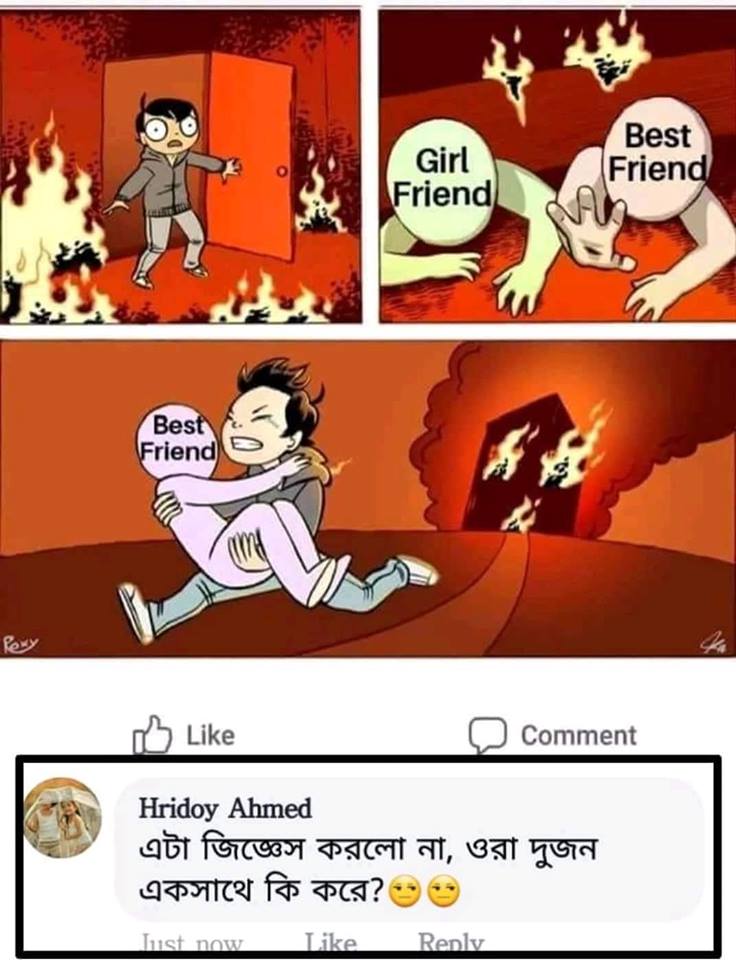 Girl
Friend
Best
Friend
Best
Friend
Roxy
Like
Comment
Hridoy Ahmed
এটা জিজ্ঞেস করলো না, ওরা দুজন
একসাথে কি করে?😒😒
Just now Like Reply